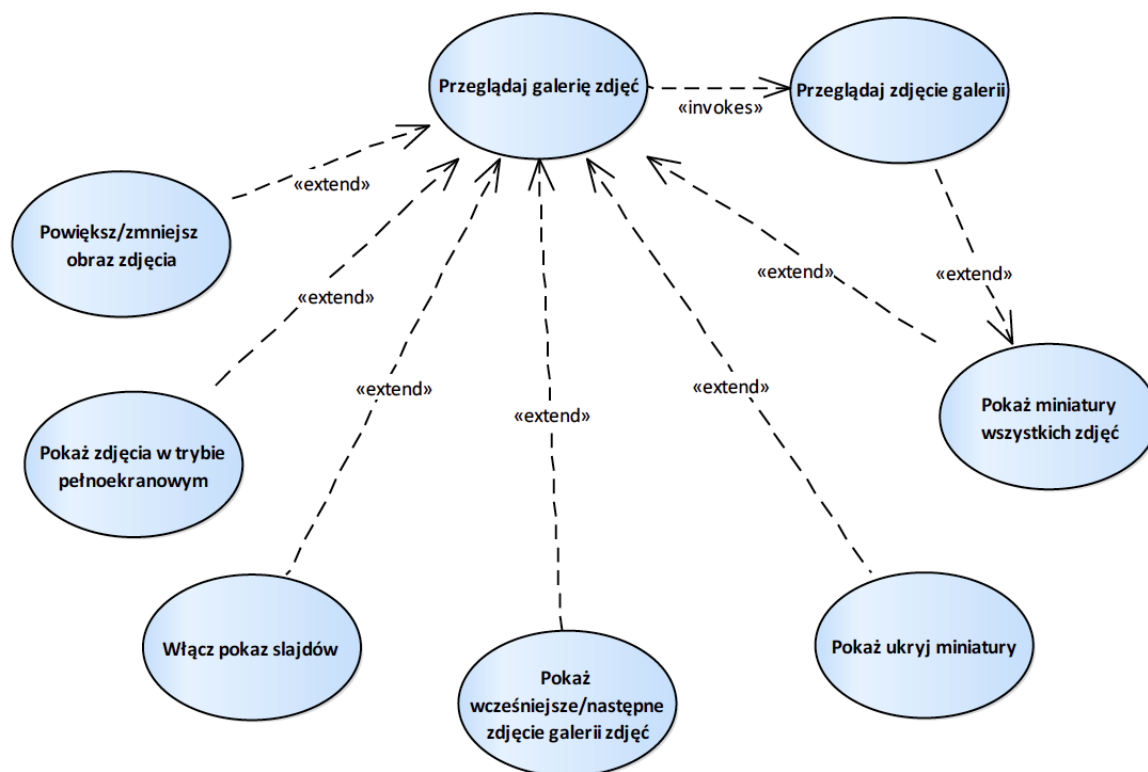 Przeglądaj galerię zdjęć
«invokes»
Przeglądaj zdjęcie galerii
«extend»
Powiększ/zmniejsz
obraz zdjęcia
«extend»
«extend»
«extend»
Pokaż zdjęcia w trybie
pełnoekranowym
«extend»
«extend»
«extend»
Pokaż miniatury
wszystkich zdjęć
Włącz pokaz slajdów
Pokaż
wcześniejsze/następne
zdjęcie galerii zdjęć
Pokaż ukryj miniatury